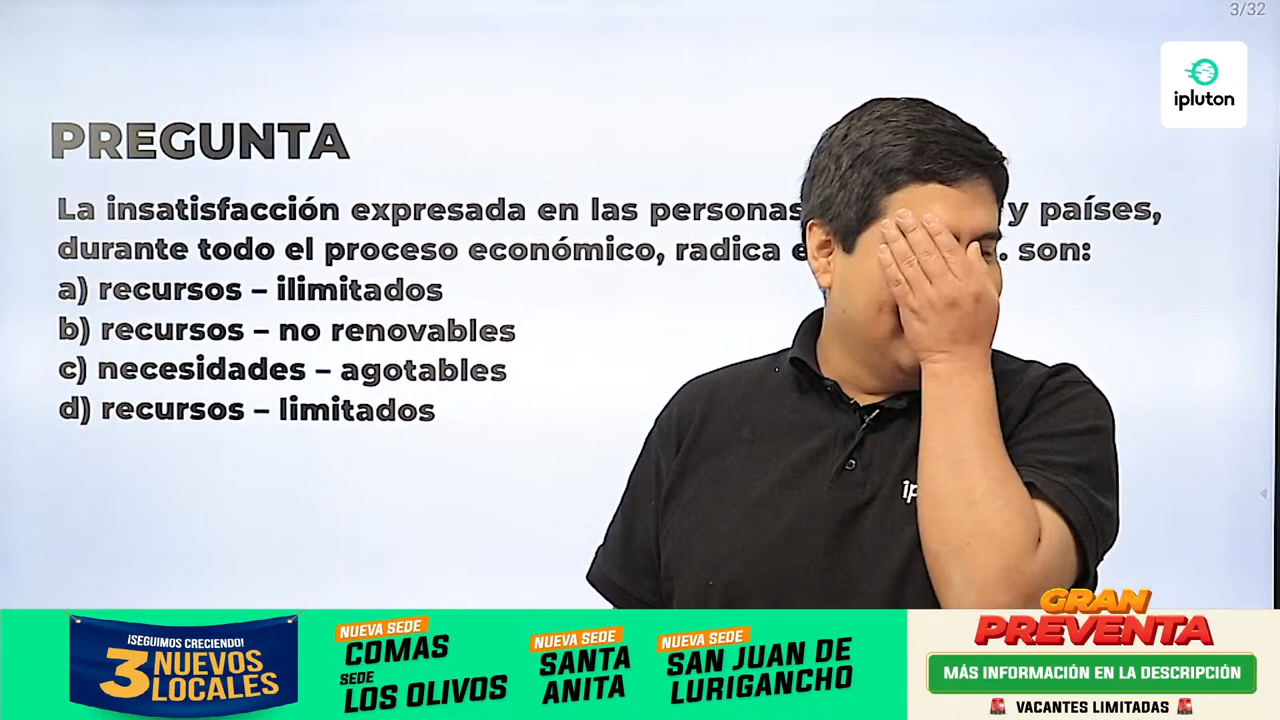 3/32
ipluton
PREGUNTA
La insatisfacción expresada en las personas y países,
durante todo el proceso económico, radica son:
a) recursos – ilimitados
b) recursos – no renovables
c) necesidades – agotables
d) recursos – limitados
¡SEGUIMOS CRECIENDO!
3 NUEVOS
LOCALES
NUEVA SEDE
COMAS
SEDE
LOS OLIVOS
NUEVA SEDE
SANTA
ANITA
NUEVA SEDE
SAN JUAN DE
LURIGANCHO
GRAN
PREVENTA
MÁS INFORMACIÓN EN LA DESCRIPCIÓN
VACANTES LIMITADAS